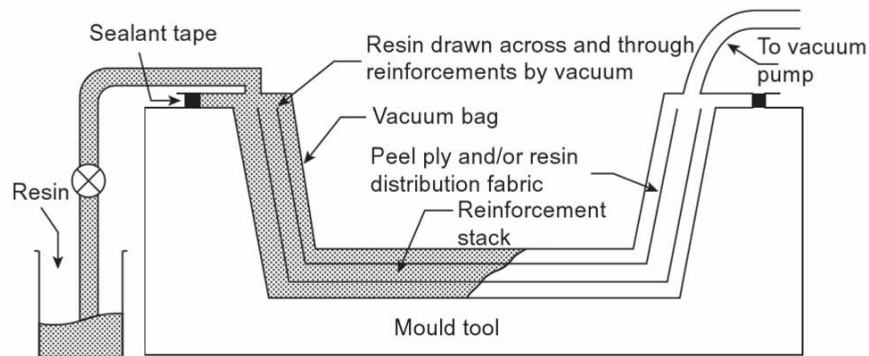 Sealant tape
Resin drawn across and through
reinforcements by vacuum
To vacuum
pump
Vacuum bag
Peel ply and/or resin
distribution fabric
Resin
Reinforcement
stack
Mould tool